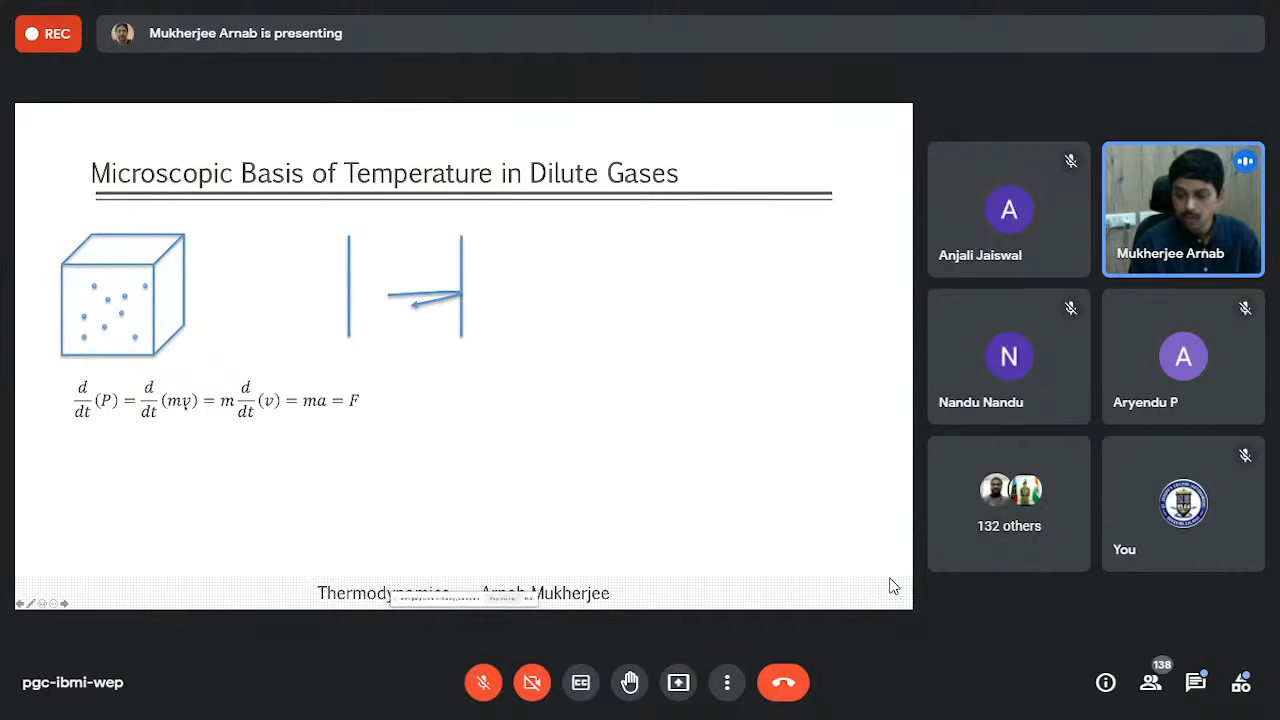 REC
Mukherjee Arnab is presenting
Microscopic Basis of Temperature in Dilute Gases
d/dt (P) = d/dt (mv) = m d/dt (v) = ma = F
Thermodynamics Arnab Mukherjee
A
Anjali Jaiswal
Mukherjee Arnab
N
Nandu Nandu
A
Aryendu P
132 others
You
pgc-ibmi-wep
CC
138